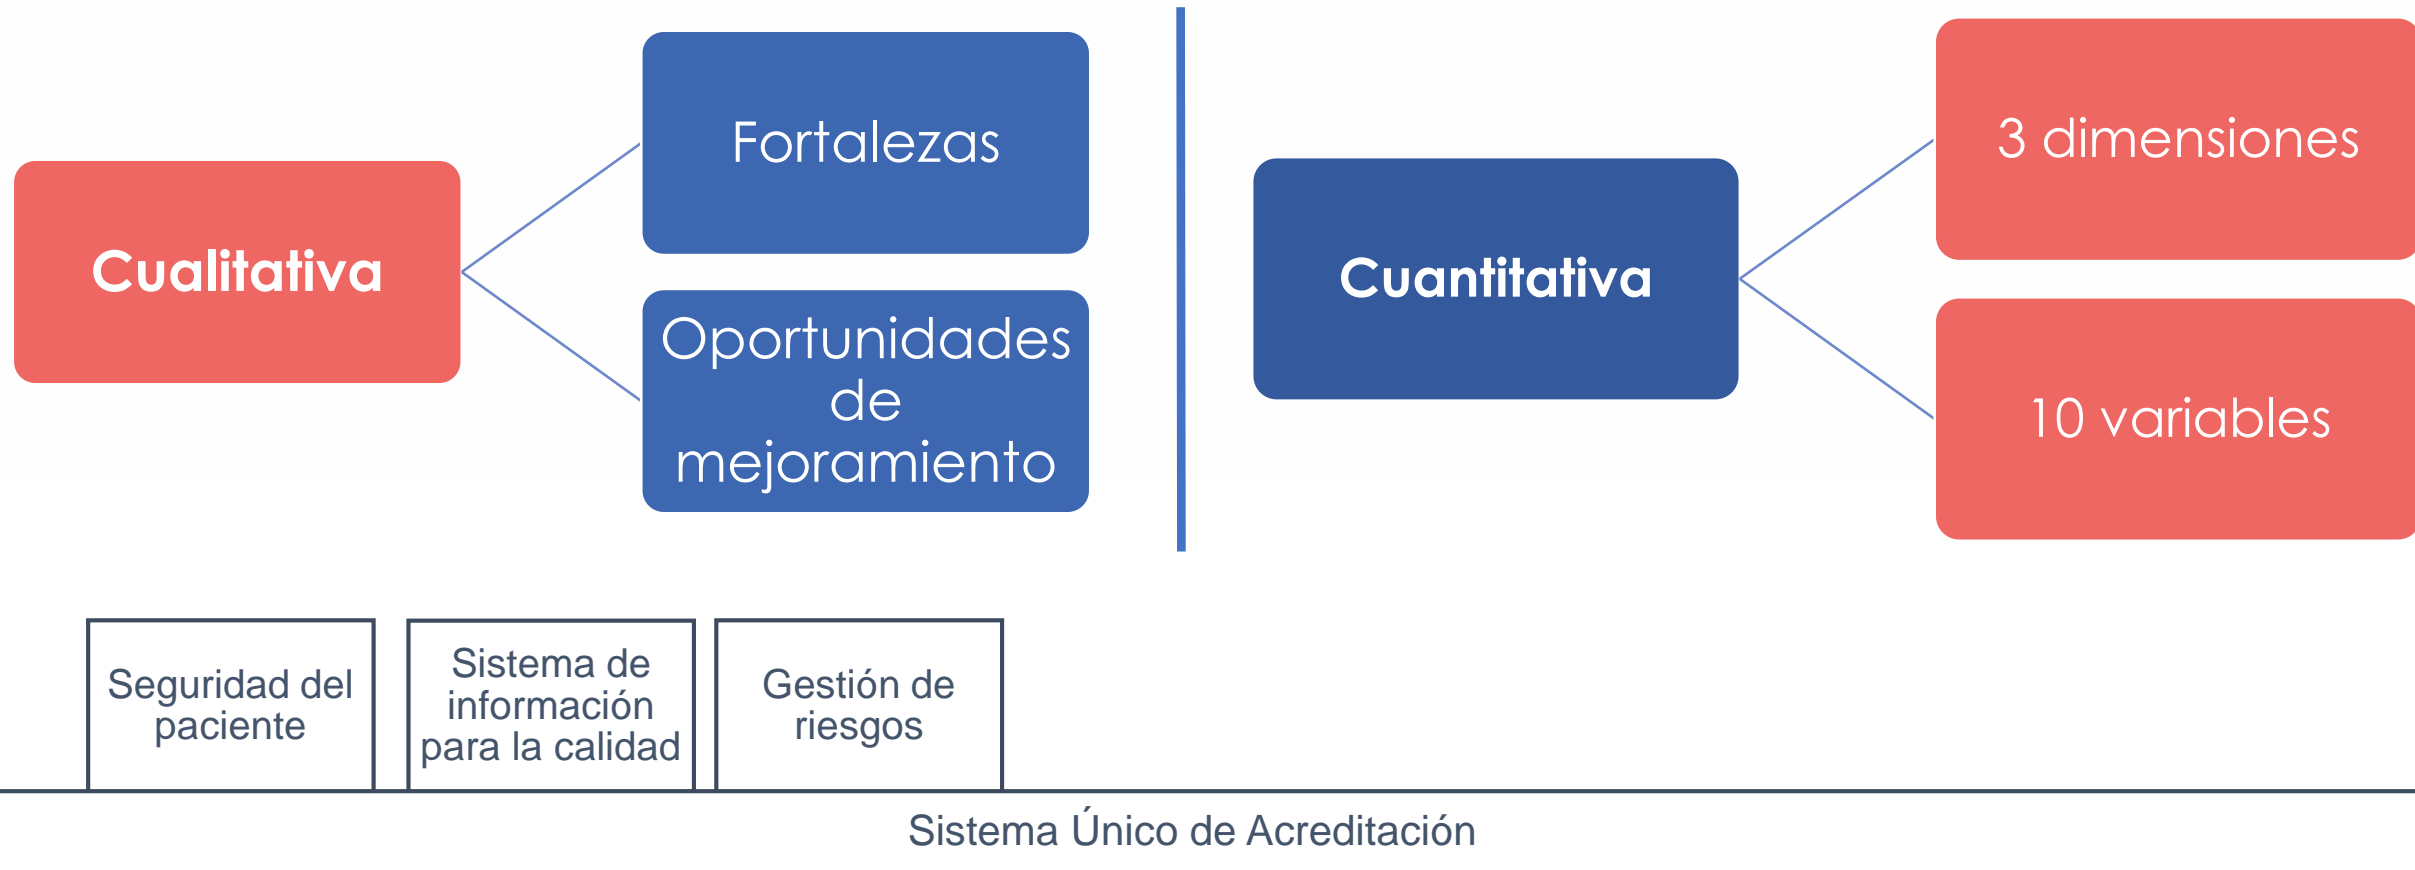 Cualitativa
Fortalezas
Oportunidades
de
mejoramiento
Cuantitativa
3 dimensiones
10 variables
Seguridad del
paciente
Sistema de
información
para la calidad
Gestión de
riesgos
Sistema Único de Acreditación